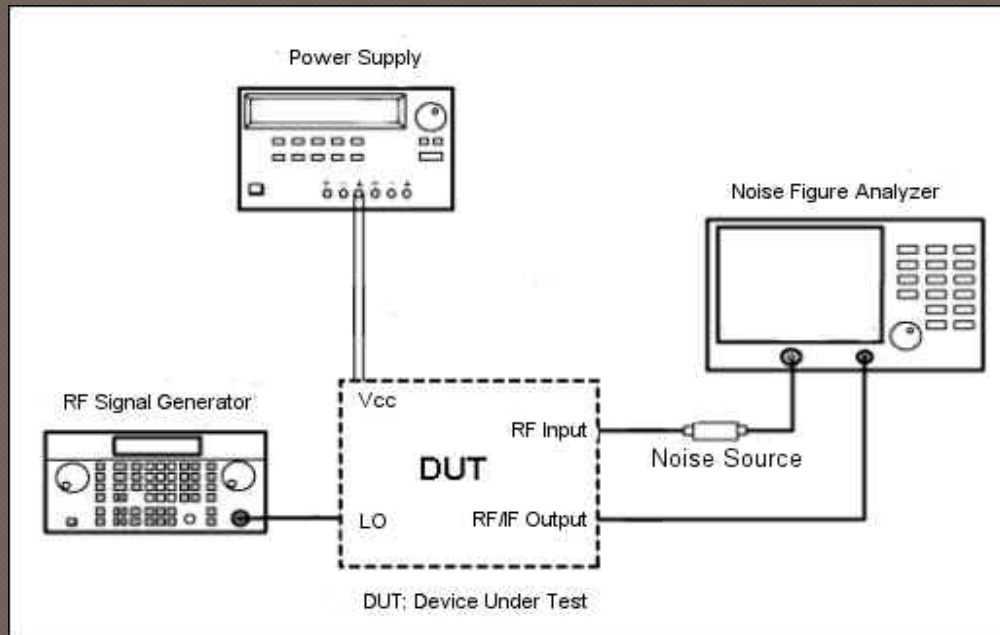 Power Supply
Noise Figure Analyzer
RF Signal Generator
Vcc
RF Input
Noise Source
DUT
LO
RF/IF Output
DUT: Device Under Test